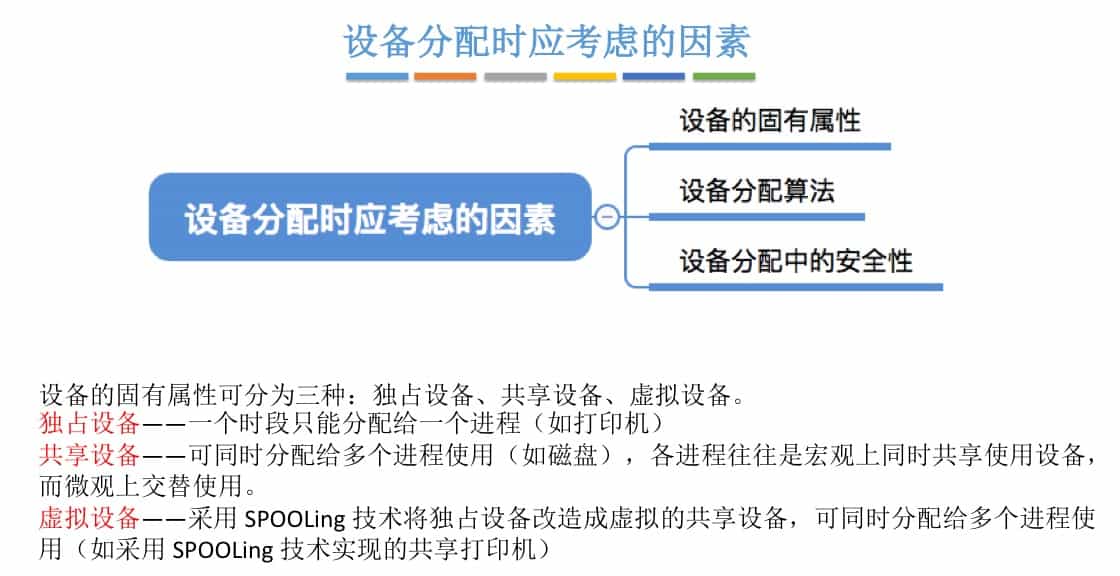 设备分配时应考虑的因素
设备的固有属性
设备分配时应考虑的因素
设备分配算法
设备分配中的安全性
设备的固有属性可分为三种：独占设备、共享设备、虚拟设备。
独占设备——一个时段只能分配给一个进程（如打印机）
共享设备——可同时分配给多个进程使用（如磁盘），各进程往往是宏观上同时共享使用设备，
而微观上交替使用。
虚拟设备——采用 SPOOLing 技术将独占设备改造成虚拟的共享设备，可同时分配给多个进程使
用（如采用 SPOOLing 技术实现的共享打印机）